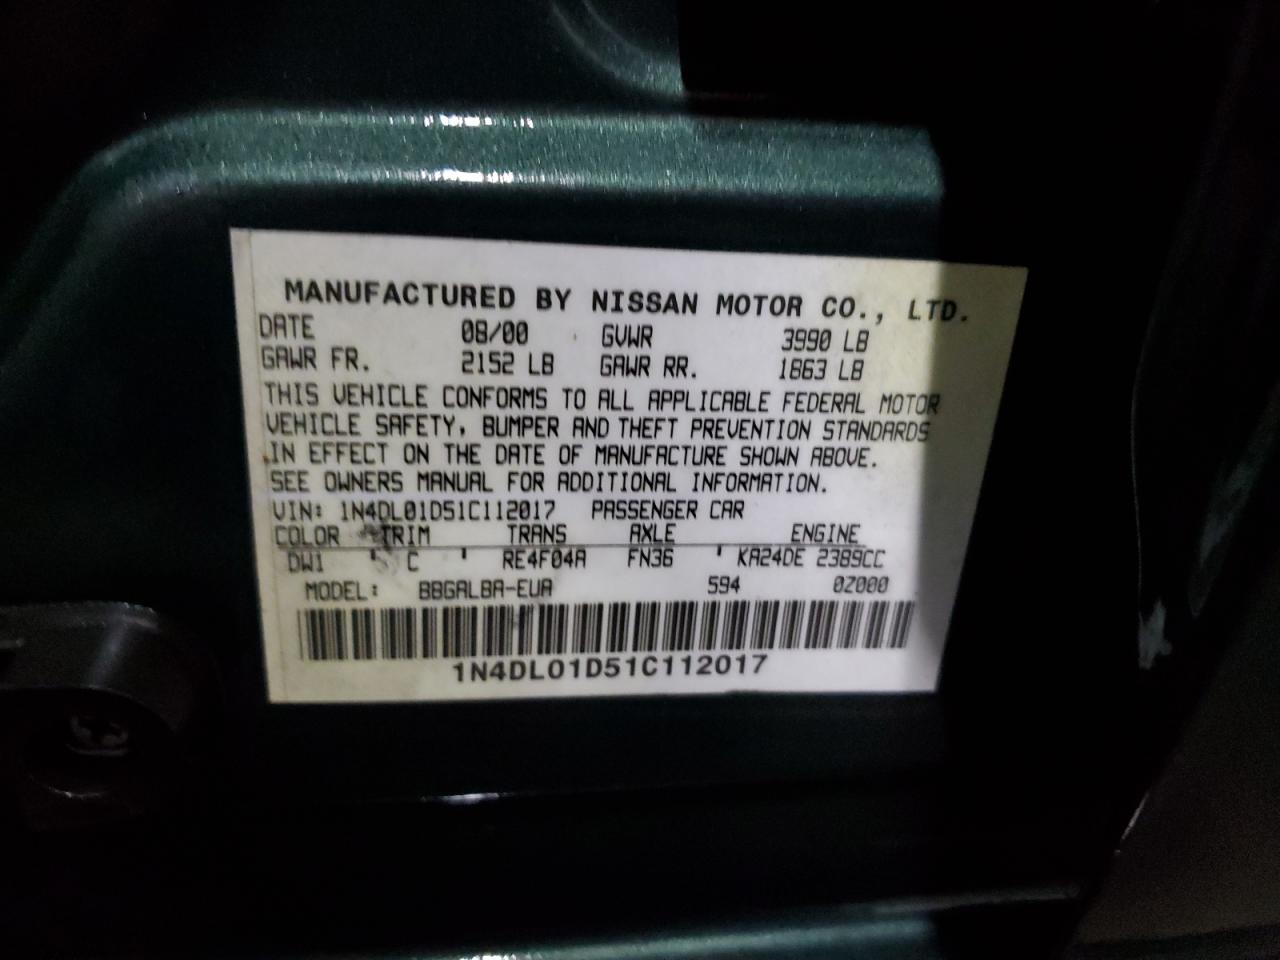 MANUFACTURED BY NISSAN MOTOR CO., LTD.
DATE 08/00 GVWR 3990 LB
GAWR FR. 2152 LB GAWR RR. 1863 LB
THIS VEHICLE CONFORMS TO ALL APPLICABLE FEDERAL MOTOR
VEHICLE SAFETY, BUMPER AND THEFT PREVENTION STANDARDS
IN EFFECT ON THE DATE OF MANUFACTURE SHOWN ABOVE.
SEE OWNERS MANUAL FOR ADDITIONAL INFORMATION.
VIN: 1N4DL01D51C112017 PASSENGER CAR
COLOR TRIM TRANS AXLE ENGINE
DW1 ' C ' RE4F04A FN36 ' KA24DE 2389CC
MODEL: BBGALBA-EUA 594 0Z000
1N4DL01D51C112017